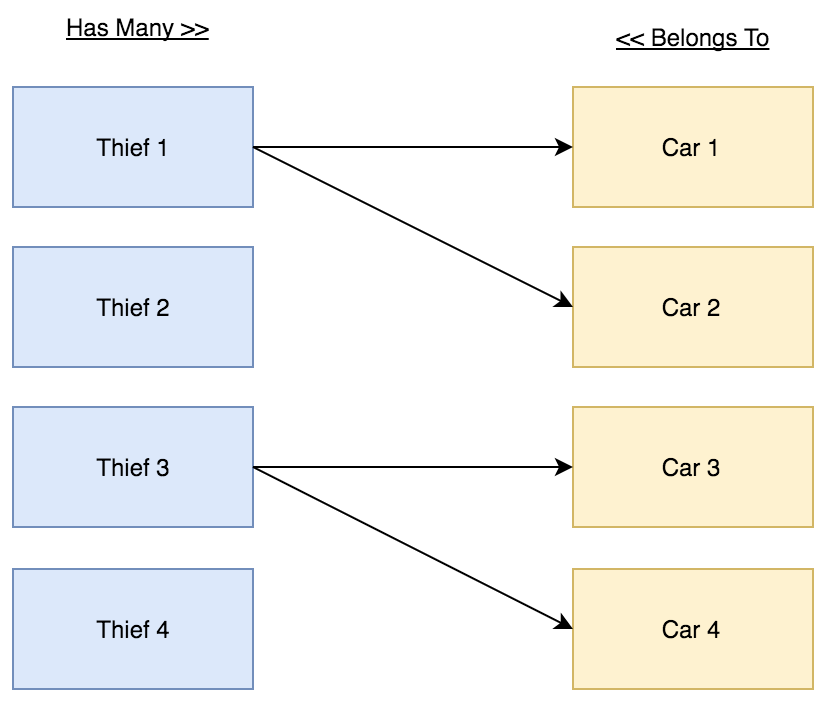 Has Many >>
<< Belongs To
Thief 1
Car 1
Thief 2
Car 2
Thief 3
Car 3
Thief 4
Car 4